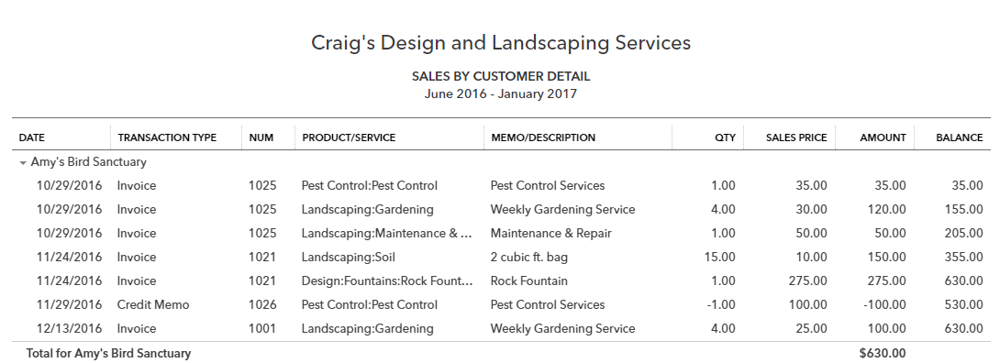 Craig's Design and Landscaping Services
SALES BY CUSTOMER DETAIL
June 2016 - January 2017
DATE TRANSACTION TYPE NUM PRODUCT/SERVICE MEMO/DESCRIPTION QTY SALES PRICE AMOUNT BALANCE
Amy's Bird Sanctuary
10/29/2016 Invoice 1025 Pest Control:Pest Control Pest Control Services 1.00 35.00 35.00 35.00
10/29/2016 Invoice 1025 Landscaping:Gardening Weekly Gardening Service 4.00 30.00 120.00 155.00
10/29/2016 Invoice 1025 Landscaping:Maintenance & ... Maintenance & Repair 1.00 50.00 50.00 205.00
11/24/2016 Invoice 1021 Landscaping:Soil 2 cubic ft. bag 15.00 10.00 150.00 355.00
11/24/2016 Invoice 1021 Design:Fountains:Rock Fount... Rock Fountain 1.00 275.00 275.00 630.00
11/29/2016 Credit Memo 1026 Pest Control:Pest Control Pest Control Services -1.00 100.00 -100.00 530.00
12/13/2016 Invoice 1001 Landscaping:Gardening Weekly Gardening Service 4.00 25.00 100.00 630.00
Total for Amy's Bird Sanctuary $630.00